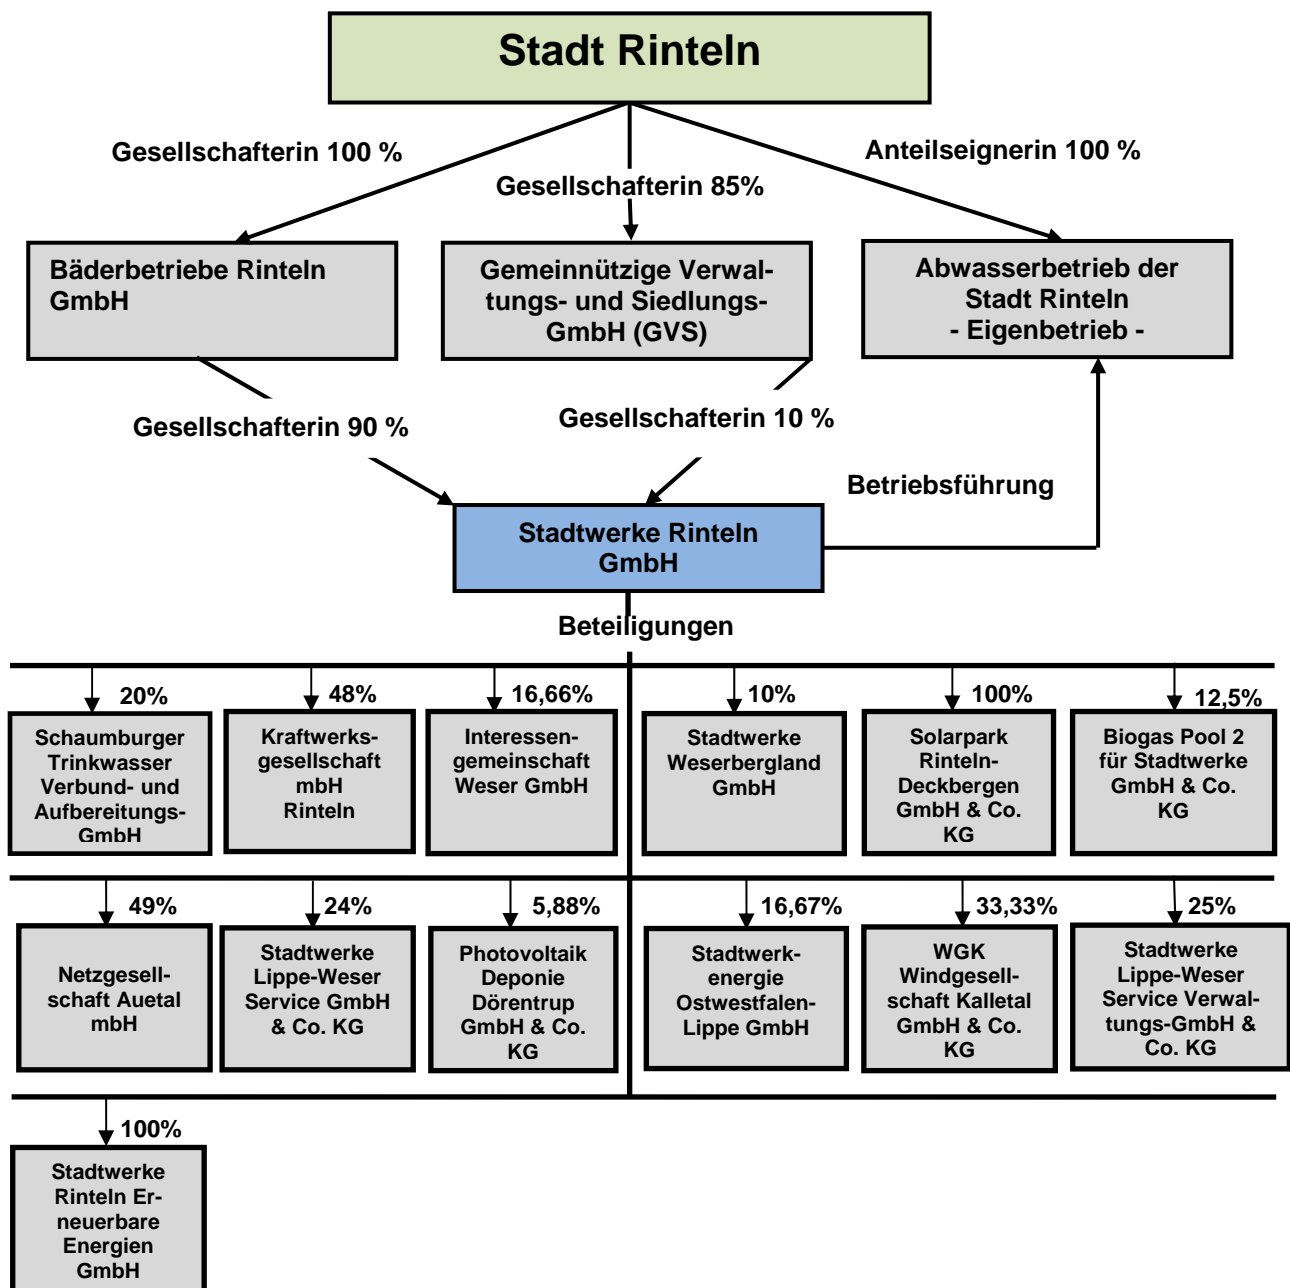 Stadt Rinteln
Gesellschafterin 100 %
Gesellschafterin 85%
Anteilseignerin 100 %
Bäderbetriebe Rinteln
GmbH
Gemeinnützige Verwal-
tungs- und Siedlungs-
GmbH (GVS)
Abwasserbetrieb der
Stadt Rinteln
- Eigenbetrieb -
Gesellschafterin 90 %
Gesellschafterin 10 %
Betriebsführung
Stadtwerke Rinteln
GmbH
Beteiligungen
20%
Schaumburger
Trinkwasser
Verbund- und
Aufbereitungs-
GmbH
48%
Kraftwerks-
gesellschaft
mbH
Rinteln
16,66%
Interessen-
gemeinschaft
Weser GmbH
10%
Stadtwerke
Weserbergland
GmbH
100%
Solarpark
Rinteln-
Deckbergen
GmbH & Co.
KG
12,5%
Biogas Pool 2
für Stadtwerke
GmbH & Co.
KG
49%
Netzgesell-
schaft Auetal
mbH
24%
Stadtwerke
Lippe-Weser
Service GmbH
& Co. KG
5,88%
Photovoltaik
Deponie
Dörentrup
GmbH & Co.
KG
16,67%
Stadtwerk-
energie
Ostwestfalen-
Lippe GmbH
33,33%
WGK
Windgesell-
schaft Kalletal
GmbH & Co.
KG
25%
Stadtwerke
Lippe-Weser
Service Verwal-
tungs-GmbH &
Co. KG
100%
Stadtwerke
Rinteln Er-
neuerbare
Energien
GmbH